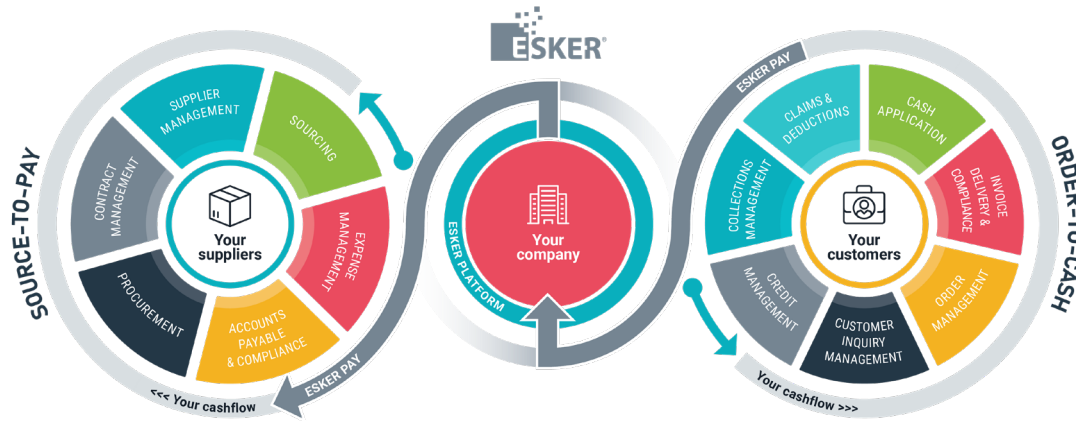 ESKER®
SOURCE-TO-PAY
SUPPLIER
MANAGEMENT
SOURCING
CONTRACT
MANAGEMENT
Your
suppliers
EXPENSE
MANAGEMENT
PROCUREMENT
ACCOUNTS
PAYABLE
& COMPLIANCE
ESKER PAY
<<< Your cashflow
ESKER PLATFORM
Your
company
ESKER PAY
CLAIMS &
DEDUCTIONS
CASH
APPLICATION
COLLECTIONS
MANAGEMENT
Your
customers
INVOICE
DELIVERY &
COMPLIANCE
CREDIT
MANAGEMENT
CUSTOMER
INQUIRY
MANAGEMENT
ORDER
MANAGEMENT
Your cashflow >>>
ORDER-TO-CASH